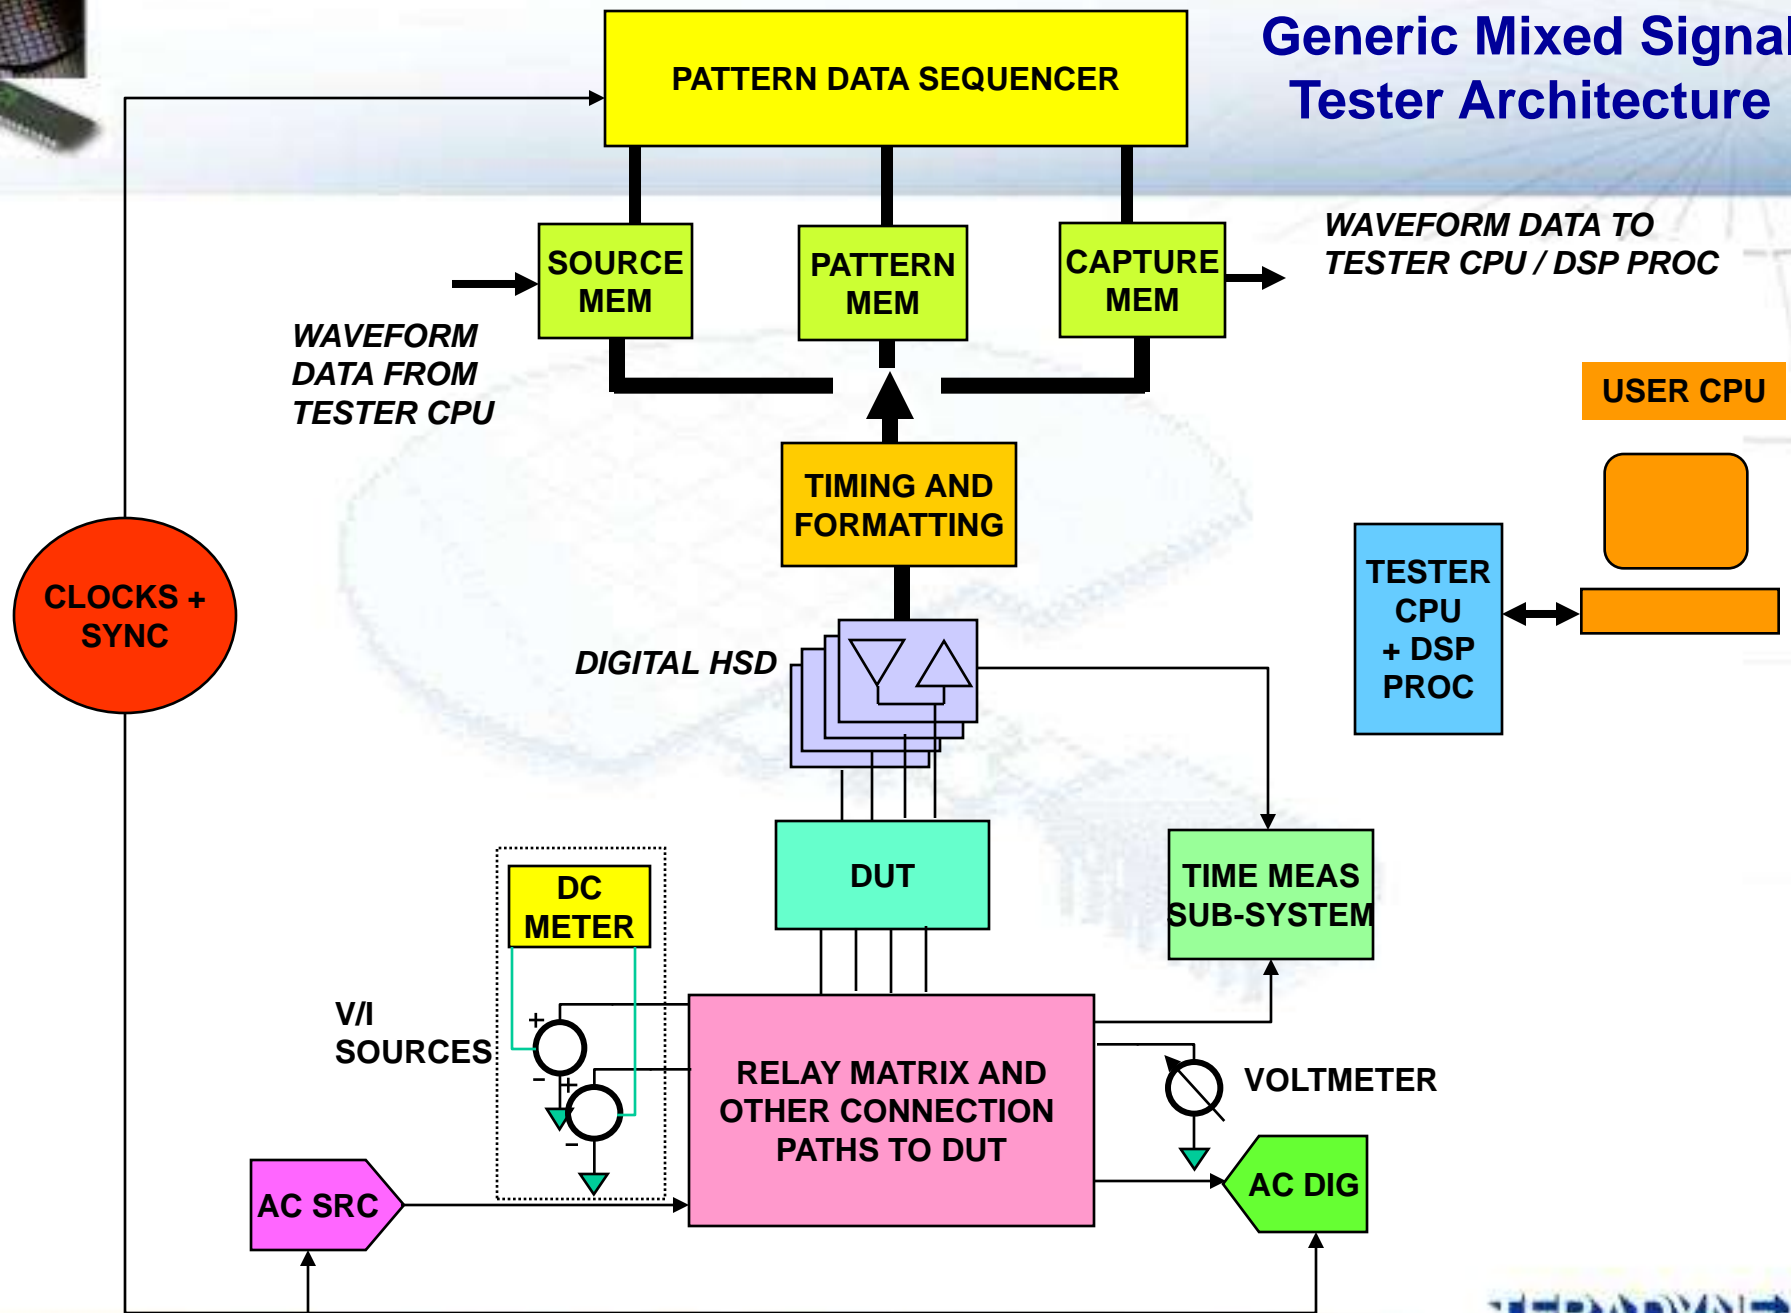 Generic Mixed Signal
Tester Architecture
PATTERN DATA SEQUENCER
SOURCE
MEM
PATTERN
MEM
CAPTURE
MEM
WAVEFORM DATA TO
TESTER CPU / DSP PROC
WAVEFORM
DATA FROM
TESTER CPU
USER CPU
TIMING AND
FORMATTING
TESTER
CPU
+ DSP
PROC
CLOCKS +
SYNC
DIGITAL HSD
DUT
TIME MEAS
SUB-SYSTEM
DC
METER
V/I
SOURCES
+
−
+
−
RELAY MATRIX AND
OTHER CONNECTION
PATHS TO DUT
VOLTMETER
AC SRC
AC DIG
TERADYNE